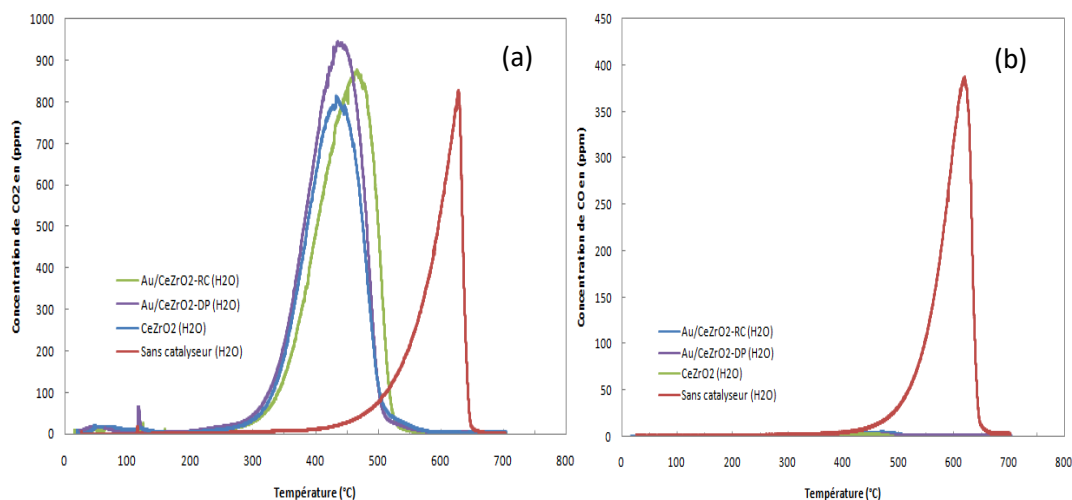 (a)
Concentration de CO2 en (ppm)
1000
900
800
700
600
500
400
300
200
100
0
Au/CeZrO2-RC (H2O)
Au/CeZrO2-DP (H2O)
CeZrO2 (H2O)
Sans catalyseur (H2O)
0 100 200 300 400 500 600 700 800
Température (°C)
(b)
Concentration de CO en (ppm)
450
400
350
300
250
200
150
100
50
0
Au/CeZrO2-RC (H2O)
Au/CeZrO2-DP (H2O)
CeZrO2 (H2O)
Sans catalyseur (H2O)
0 100 200 300 400 500 600 700 800
Température (°C)